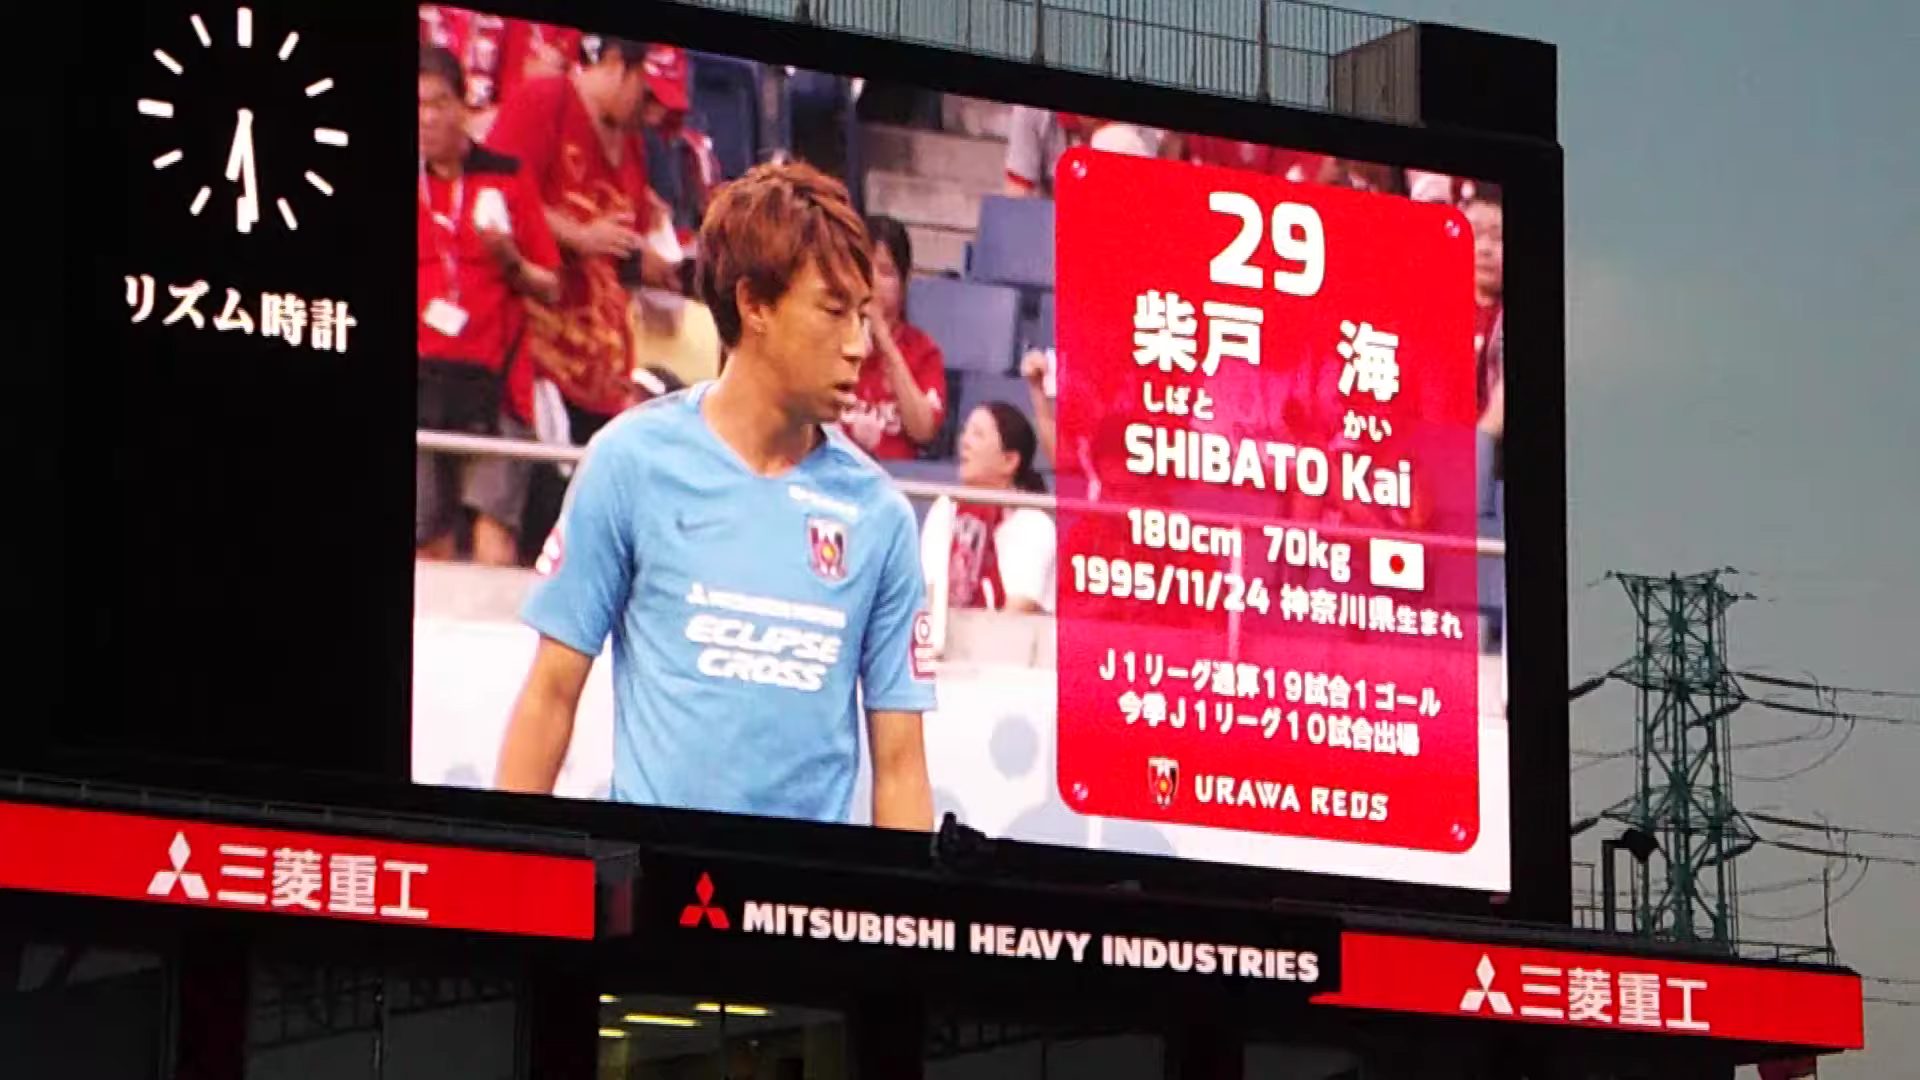 リズム時計
29
柴戸 海
しばと かい
SHIBATO Kai
180cm 70kg
1995/11/24 神奈川県生まれ
J1リーグ通算19試合1ゴール
今季J1リーグ10試合出場
URAWA REDS
ECLIPSE
CROSS
三菱重工
MITSUBISHI HEAVY INDUSTRIES
三菱重工